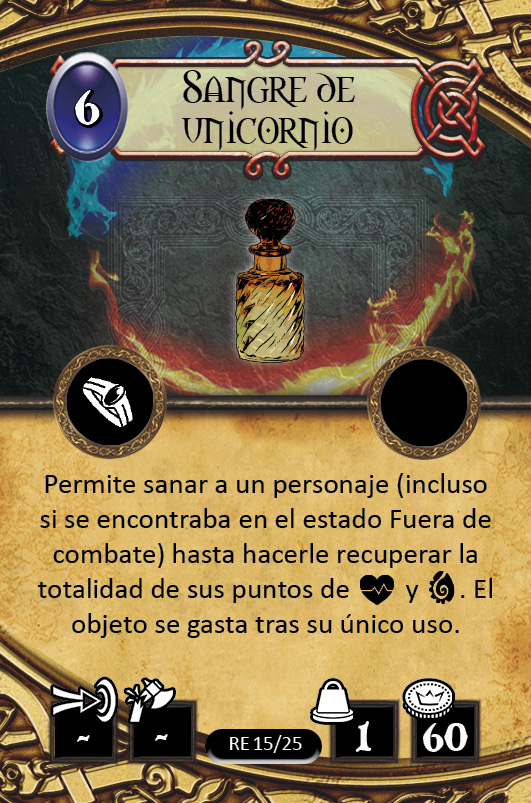 6
Sangre de
unicornio
Permite sanar a un personaje (incluso
si se encontraba en el estado Fuera de
combate) hasta hacerle recuperar la
totalidad de sus puntos de y . El
objeto se gasta tras su único uso.
~ ~ RE 15/25 1 60